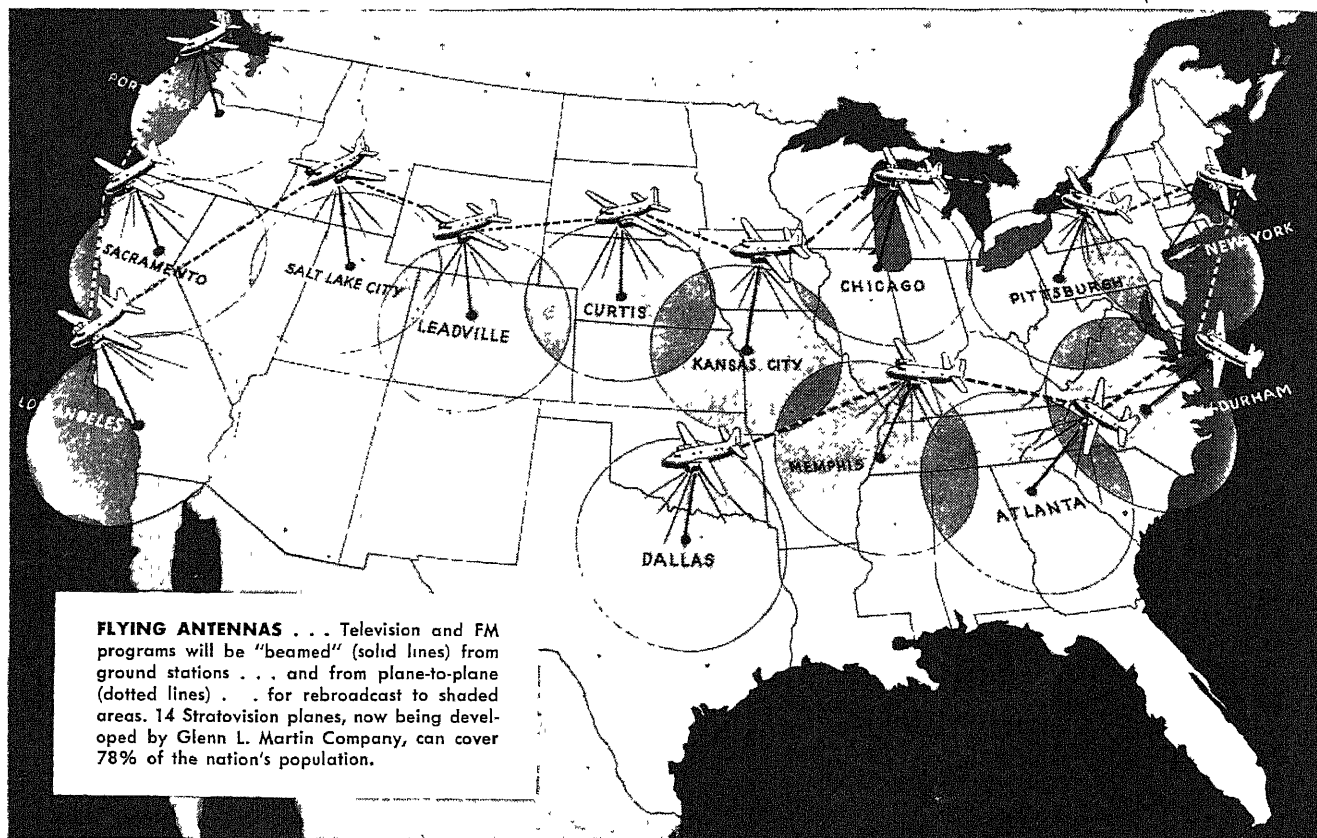 POR
SACRAMENTO
SALT LAKE CITY
LEADVILLE
CURTIS
KANSAS CITY
CHICAGO
PITTSBURGH
NEW YORK
LO NGELES
MEMPHIS
ATLANTA
DURHAM
DALLAS
FLYING ANTENNAS . . . Television and FM
programs will be "beamed" (solid lines) from
ground stations . . . and from plane-to-plane
(dotted lines) . . for rebroadcast to shaded
areas. 14 Stratovision planes, now being devel-
oped by Glenn L. Martin Company, can cover
78% of the nation's population.